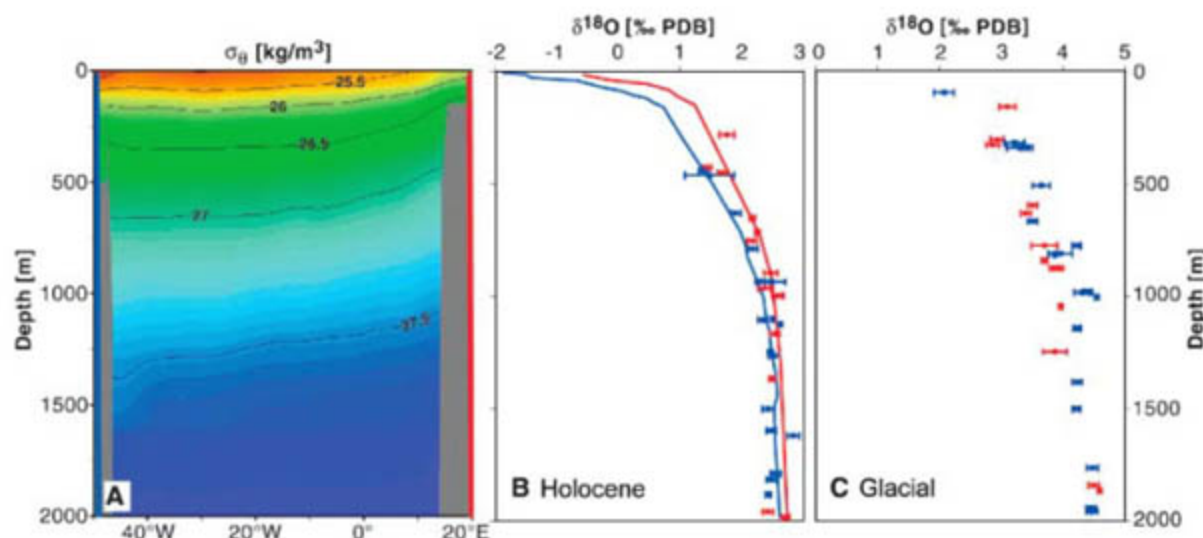 σθ [kg/m³]
δ¹⁸O [‰ PDB]
δ¹⁸O [‰ PDB]
-2 -1 0 1 2 3
0 1 2 3 4 5
0
500
1000
1500
2000
Depth [m]
25.5
26
26.5
27
27.5
A
40°W 20°W 0° 20°E
B Holocene
C Glacial
0
500
1000
1500
2000
Depth [m]